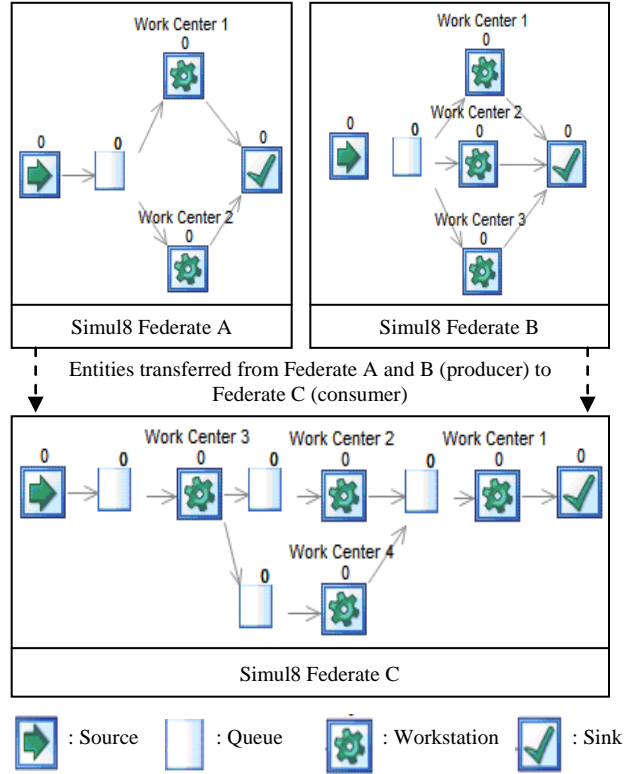 Work Center 1
0
0
0
0
Work Center 2
0
Simul8 Federate A
Work Center 1
0
Work Center 2
0
0
0
0
Work Center 3
0
Simul8 Federate B
Entities transferred from Federate A and B (producer) to
Federate C (consumer)
Work Center 3
Work Center 2
Work Center 1
0
0
0
0
0
0
0
0
Work Center 4
0
0
Simul8 Federate C
: Source
: Queue
: Workstation
: Sink